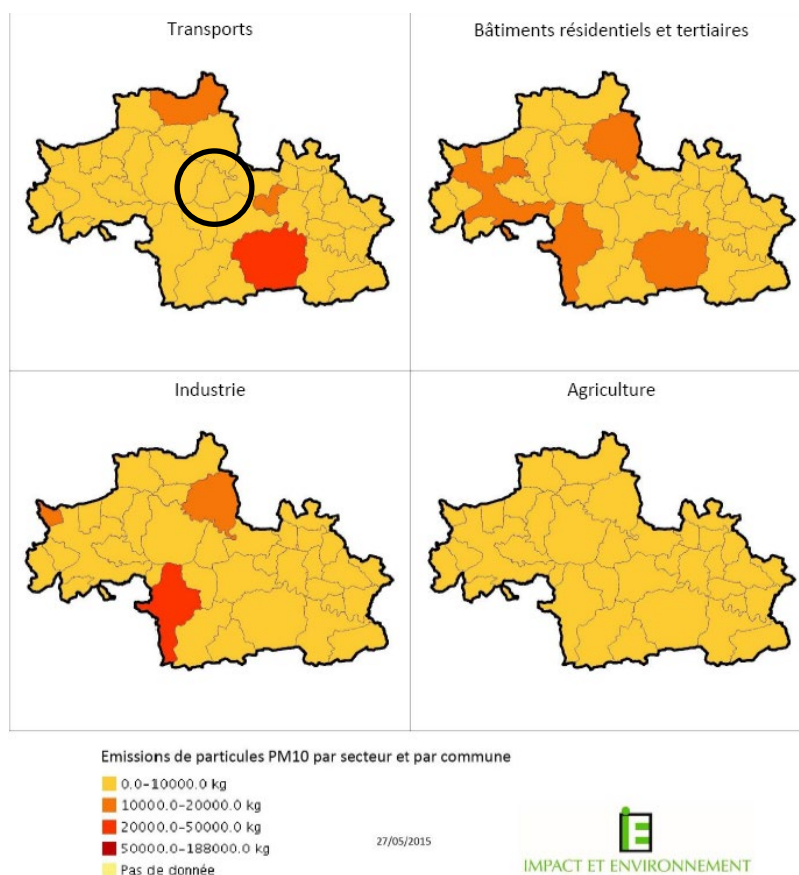 Transports
Bâtiments résidentiels et tertiaires
Industrie
Agriculture
Emissions de particules PM10 par secteur et par commune
0.0-10000.0 kg
10000.0-20000.0 kg
20000.0-50000.0 kg
50000.0-188000.0 kg
Pas de donnée
27/05/2015
iE
IMPACT ET ENVIRONNEMENT